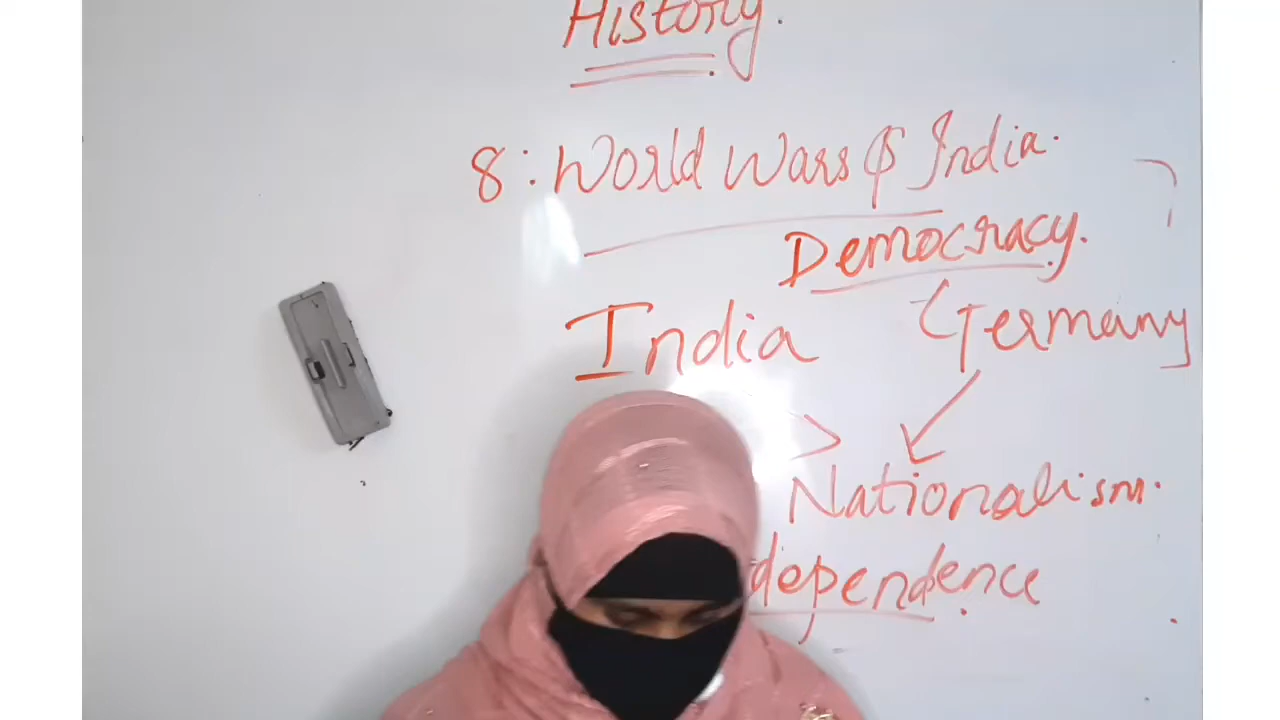 History.
8: World Wars & India.
Democracy.
India Germany
Nationalism.
dependence